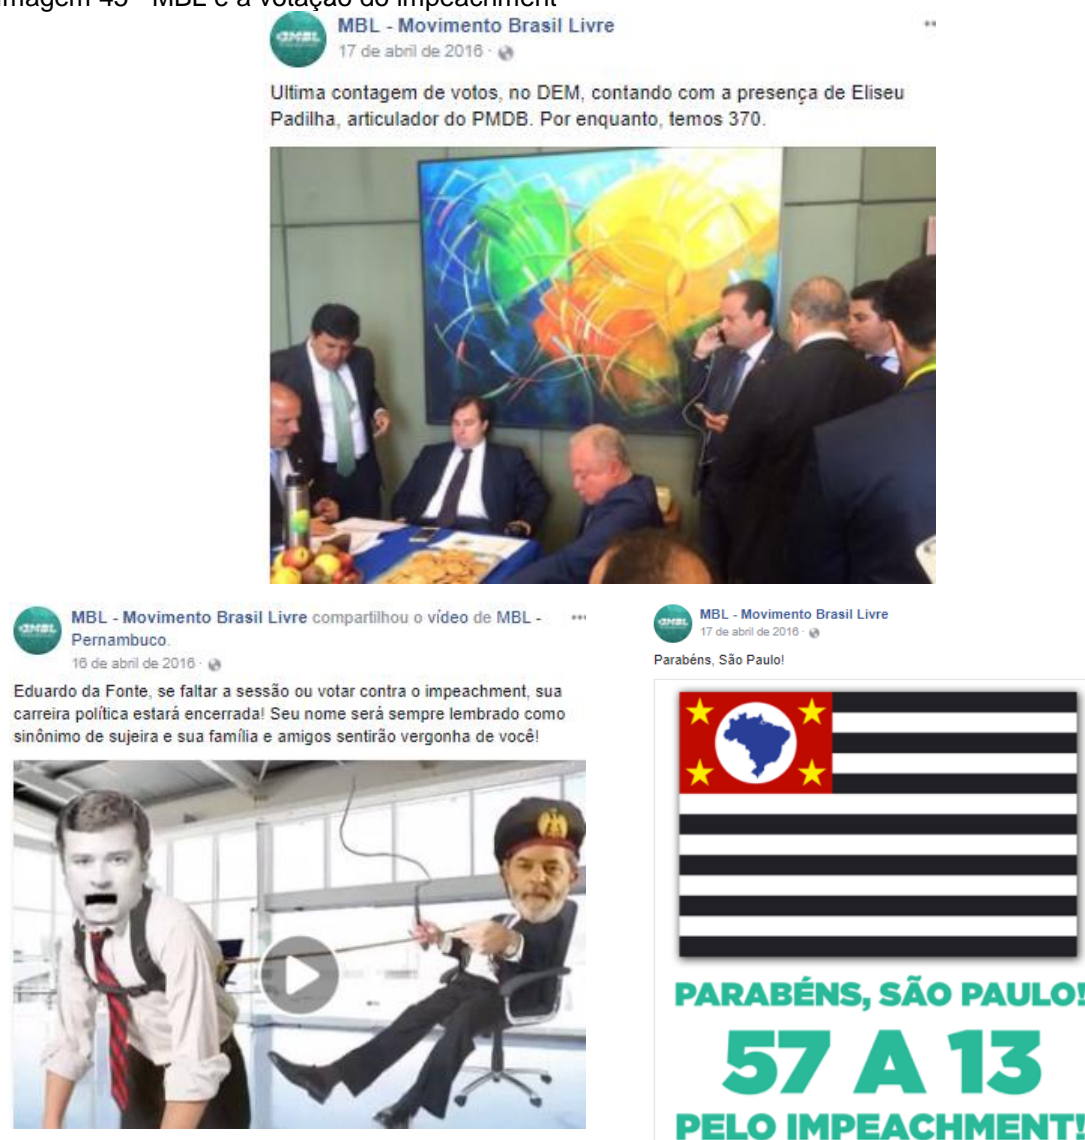 Imagem 45 - MBL e a votação do impeachment
MBL - Movimento Brasil Livre
17 de abril de 2016 ·
Ultima contagem de votos, no DEM, contando com a presença de Eliseu
Padilha, articulador do PMDB. Por enquanto, temos 370.
MBL - Movimento Brasil Livre compartilhou o vídeo de MBL -
Pernambuco.
16 de abril de 2016 ·
Eduardo da Fonte, se faltar a sessão ou votar contra o impeachment, sua
carreira política estará encerrada! Seu nome será sempre lembrado como
sinônimo de sujeira e sua família e amigos sentirão vergonha de você!
MBL - Movimento Brasil Livre
17 de abril de 2016 ·
Parabéns, São Paulo!
PARABÉNS, SÃO PAULO!
57 A 13
PELO IMPEACHMENT!